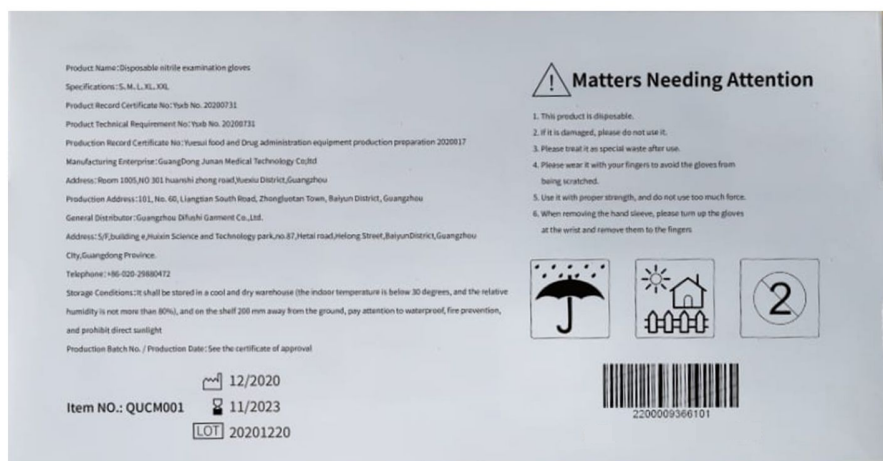 Product Name:Disposable nitrile examination gloves
Specifications:S, M, L, XL, XXL
Product Record Certificate No:Ysxb No. 20200731
Product Technical Requirement No:Ysxb No. 20200731
Production Record Certificate No:Yuesui food and Drug administration equipment production preparation 2020017
Manufacturing Enterprise:GuangDong Junan Medical Technology Co;ltd
Address:Room 1005,NO 301 huanshi zhong road,Yuexiu District,Guangzhou
Production Address:101, No. 60, Liangtian South Road, Zhongluotan Town, Baiyun District, Guangzhou
General Distributor:Guangzhou Difushi Garment Co.,Ltd.
Address:5/F,building e,Huixin Science and Technology park,no.87,Hetai road,Helong Street,BaiyunDistrict,Guangzhou
City,Guangdong Province.
Telephone:+86-020-29880472
Storage Conditions:It shall be stored in a cool and dry warehouse (the indoor temperature is below 30 degrees, and the relative
humidity is not more than 80%), and on the shelf 200 mm away from the ground, pay attention to waterproof, fire prevention,
and prohibit direct sunlight
Production Batch No. / Production Date:See the certificate of approval
12/2020
Item NO.: QUCM001
11/2023
LOT 20201220
! Matters Needing Attention
1. This product is disposable.
2. If it is damaged, please do not use it.
3. Please treat it as special waste after use.
4. Please wear it with your fingers to avoid the gloves from
being scratched.
5. Use it with proper strength, and do not use too much force.
6. When removing the hand sleeve, please turn up the gloves
at the wrist and remove them to the fingers
2
2200009366101